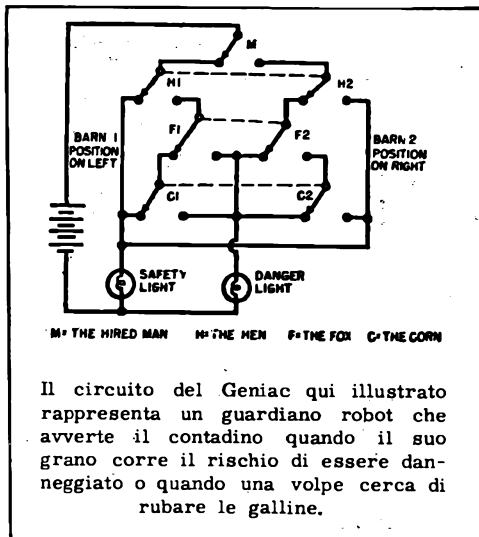 M
H1
H2
BARN 1
POSITION
ON LEFT
F1
F2
BARN 2
POSITION
ON RIGHT
C1
C2
SAFETY
LIGHT
DANGER
LIGHT
M= THE HIRED MAN H= THE HEN F= THE FOX C= THE CORN
Il circuito del Geniac qui illustrato
rappresenta un guardiano robot che
avverte il contadino quando il suo
grano corre il rischio di essere dan-
neggiato o quando una volpe cerca di
rubare le galline.